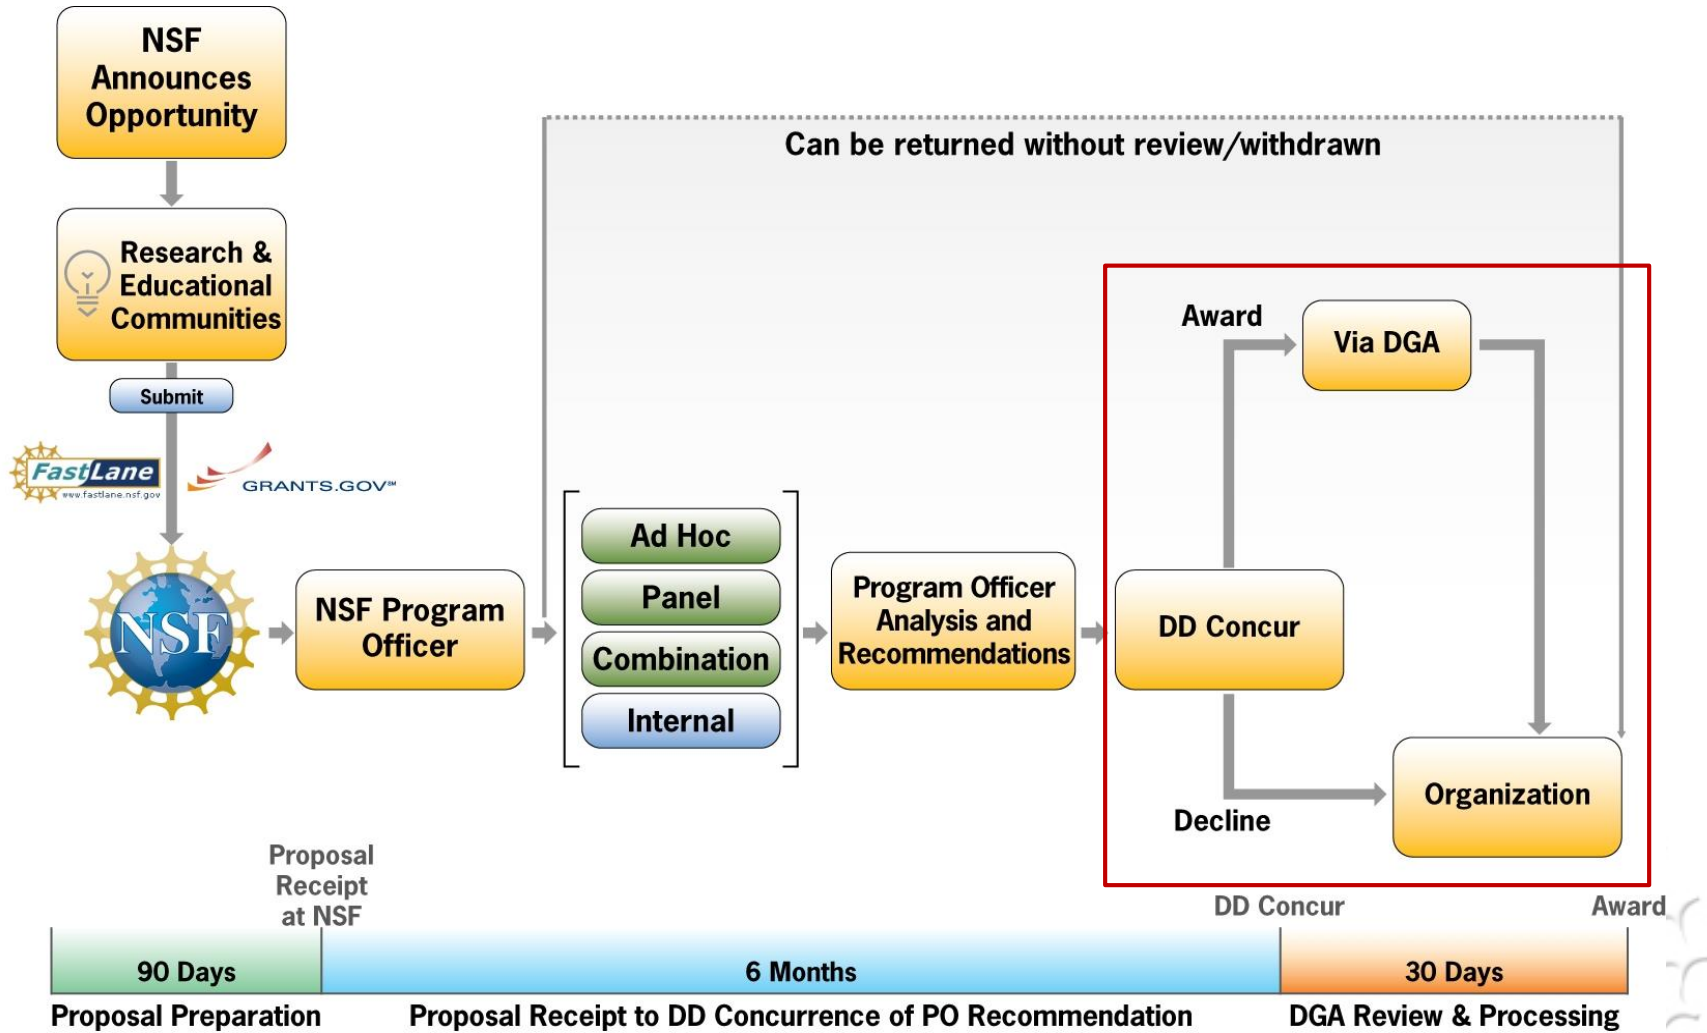 NSF
Announces
Opportunity
Research &
Educational
Communities
Submit
FastLane
www.fastlane.nsf.gov
GRANTS.GOV℠
NSF
NSF Program
Officer
Can be returned without review/withdrawn
Ad Hoc
Panel
Combination
Internal
Program Officer
Analysis and
Recommendations
DD Concur
Award
Via DGA
Decline
Organization
Proposal
Receipt
at NSF
DD Concur
Award
90 Days
6 Months
30 Days
Proposal Preparation
Proposal Receipt to DD Concurrence of PO Recommendation
DGA Review & Processing